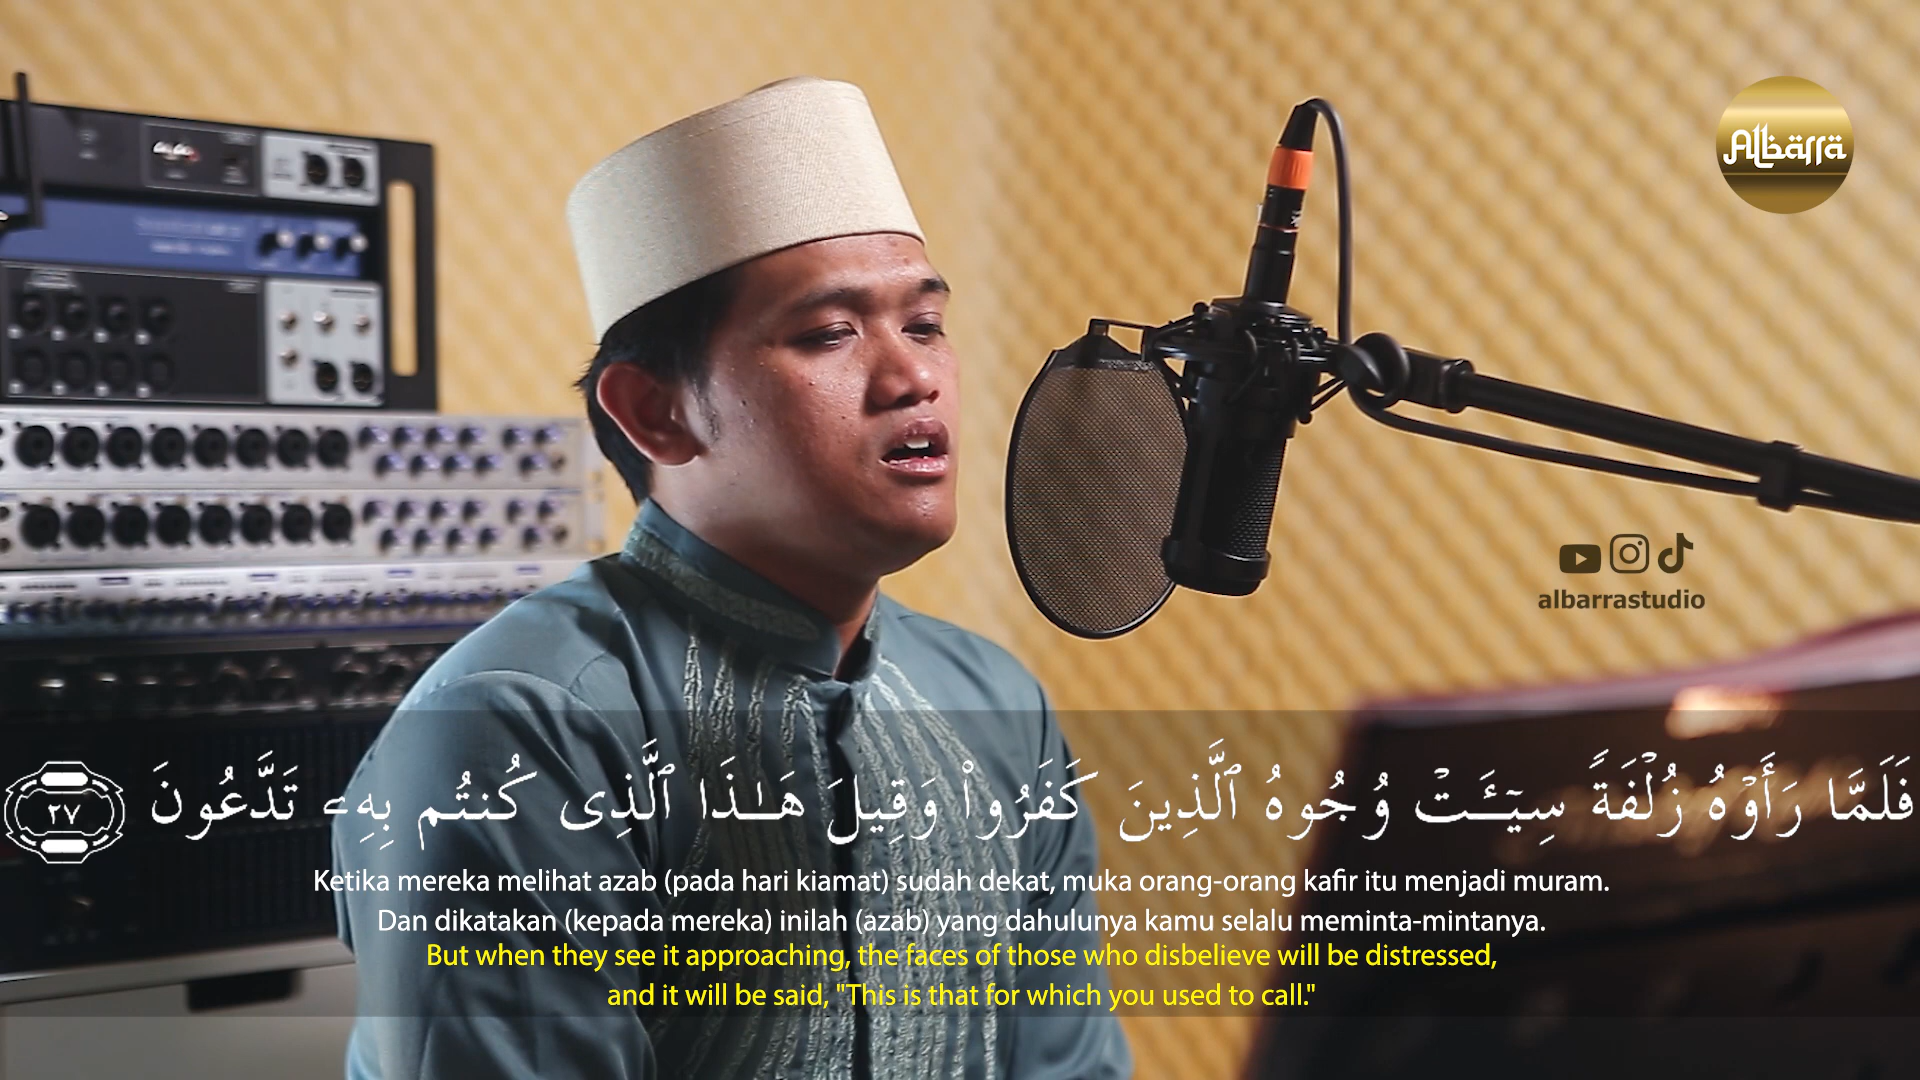 Albarra
albarrastudio
فَلَمَّا رَأَوْهُ زُلْفَةً سِيٓـَٔتْ وُجُوهُ ٱلَّذِينَ كَفَرُوا۟ وَقِيلَ هَـٰذَا ٱلَّذِى كُنتُم بِهِۦ تَدَّعُونَ ٢٧
Ketika mereka melihat azab (pada hari kiamat) sudah dekat, muka orang-orang kafir itu menjadi muram.
Dan dikatakan (kepada mereka) inilah (azab) yang dahulunya kamu selalu meminta-mintanya.
But when they see it approaching, the faces of those who disbelieve will be distressed,
and it will be said, "This is that for which you used to call."